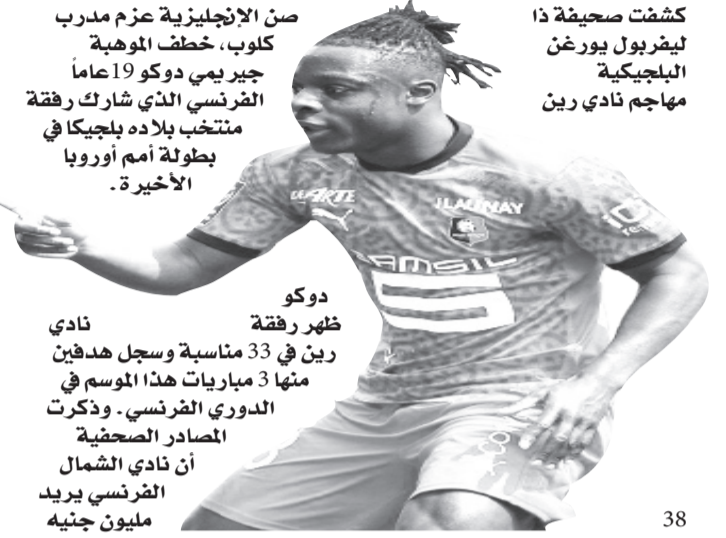 كشفت صحيفة ذا صن الإنجليزية عزم مدرب
ليفربول يورغن كلوب، خطف الموهبة
البلجيكية جيريمي دوكو 19عاماً
مهاجم نادي رين الفرنسي الذي شارك رفقة
منتخب بلاده بلجيكا في
بطولة أمم أوروبا
الأخيرة.
J LAUNAY
دوكو
ظهر رفقة نادي
رين في 33 مناسبة وسجل هدفين
منها 3 مباريات هذا الموسم في
الدوري الفرنسي. وذكرت
المصادر الصحفية
أن نادي الشمال
الفرنسي يريد
38 مليون جنيه